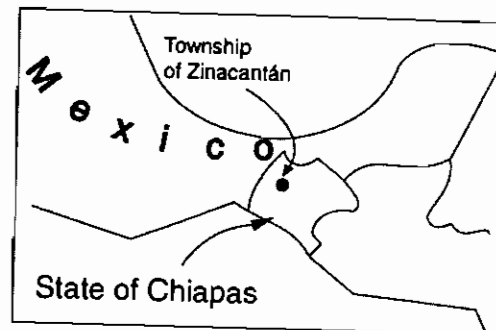 Township
of Zinacantán
Mexico
State of Chiapas